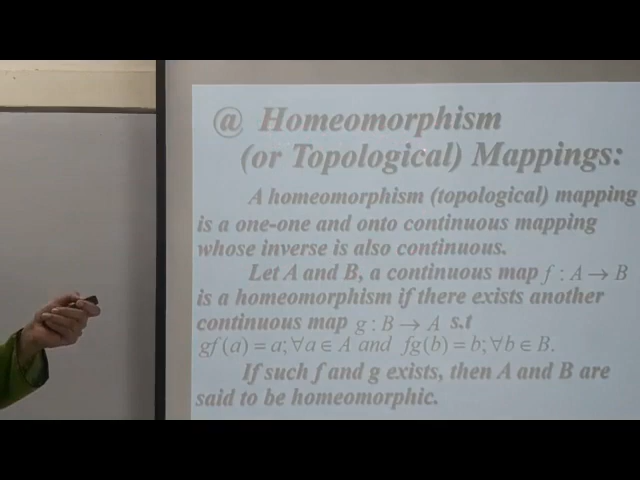 @ Homeomorphism
(or Topological) Mappings:
A homeomorphism (topological) mapping
is a one-one and onto continuous mapping
whose inverse is also continuous.
Let A and B, a continuous map f : A → B
is a homeomorphism if there exists another
continuous map g : B → A s.t
gf(a) = a; ∀a ∈ A and fg(b) = b; ∀b ∈ B.
If such f and g exists, then A and B are
said to be homeomorphic.